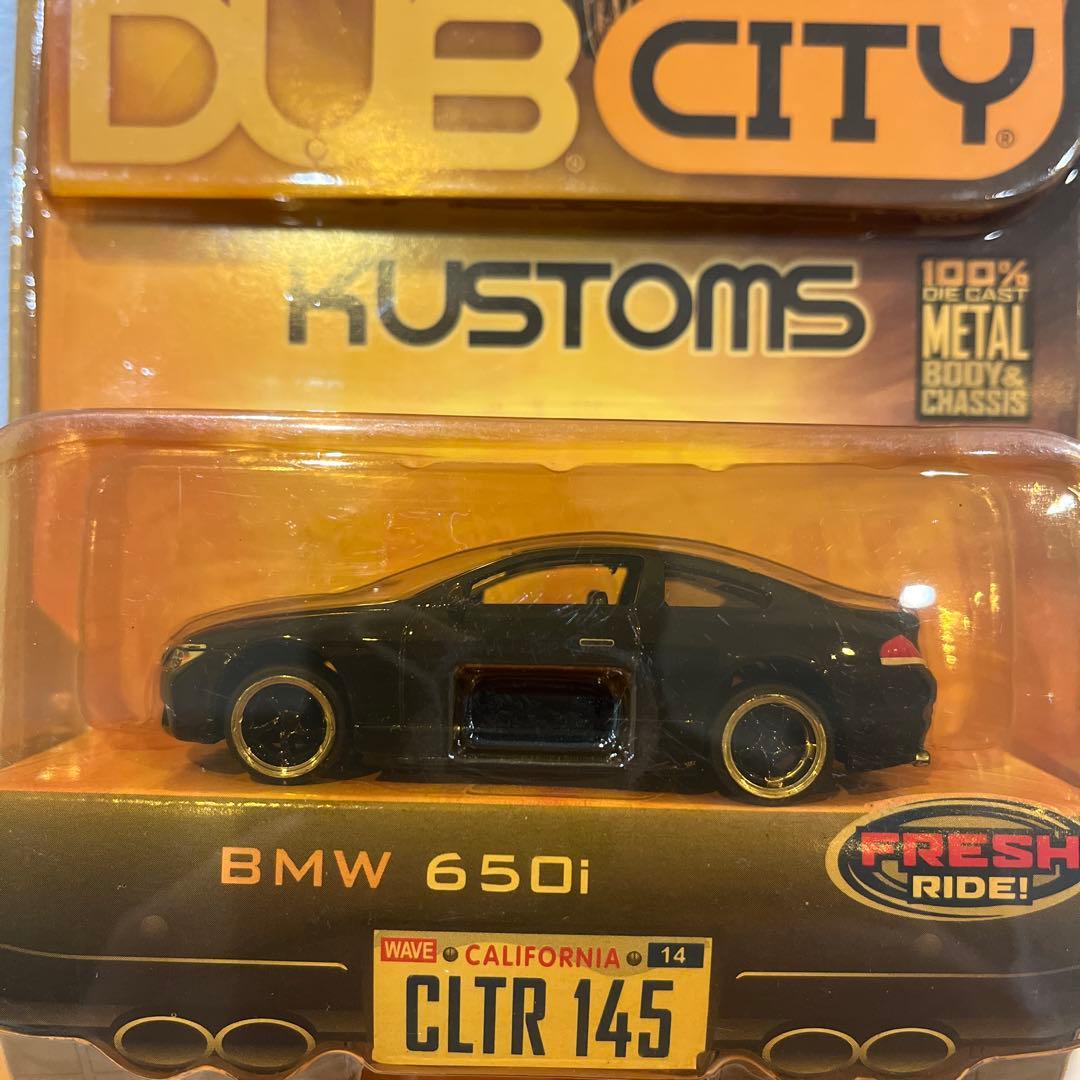 DUB CITY®
KUSTOMS
100%
DIE CAST
METAL
BODY &
CHASSIS
BMW 650i
FRESH
RIDE!
WAVE CALIFORNIA 14
CLTR 145